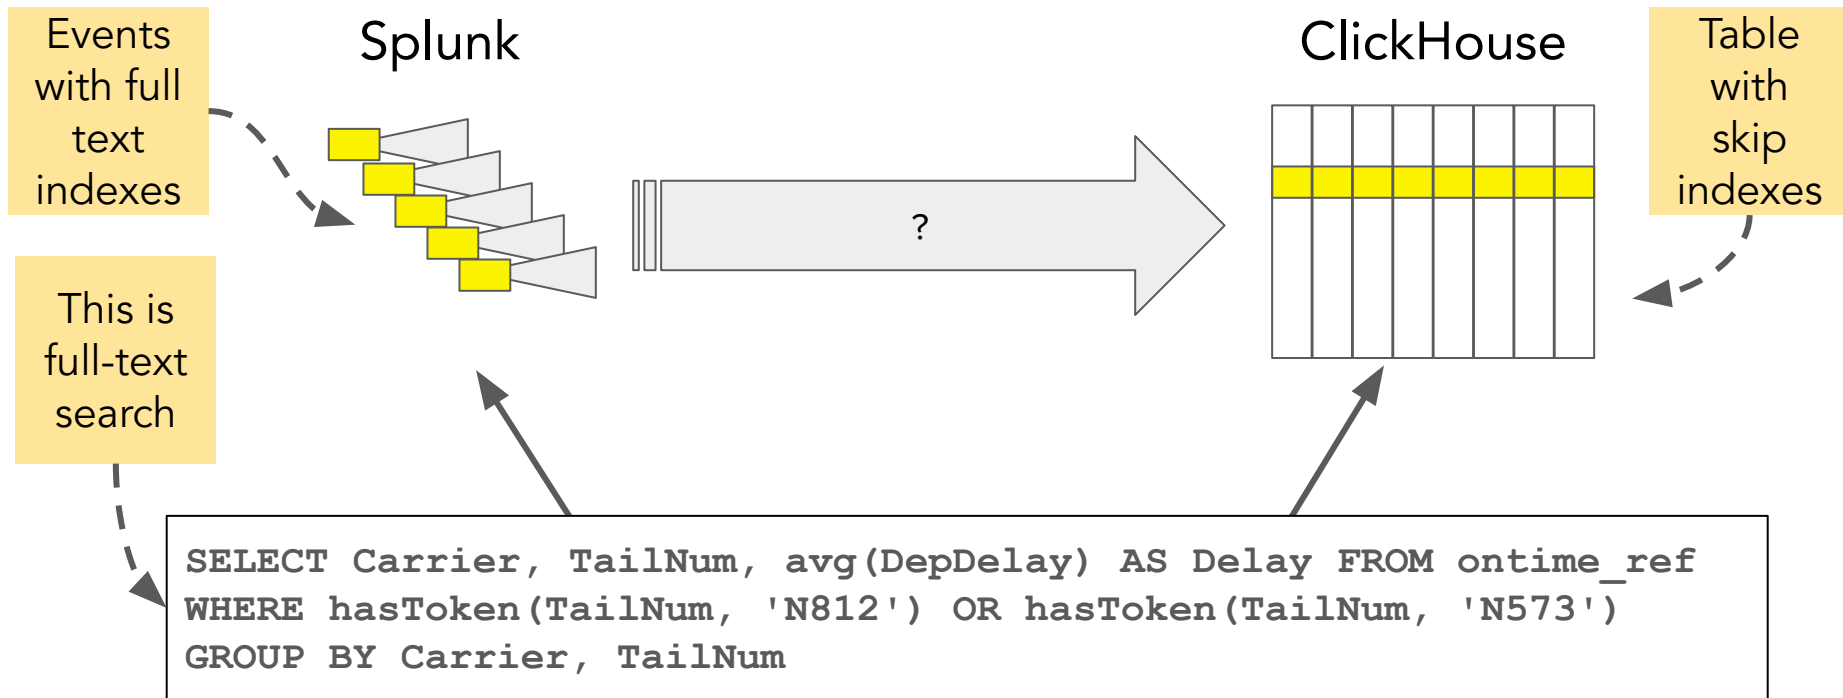 Events
with full
text
indexes
Splunk
ClickHouse
Table
with
skip
indexes
?
This is
full-text
search
SELECT Carrier, TailNum, avg(DepDelay) AS Delay FROM ontime_ref
WHERE hasToken(TailNum, 'N812') OR hasToken(TailNum, 'N573')
GROUP BY Carrier, TailNum